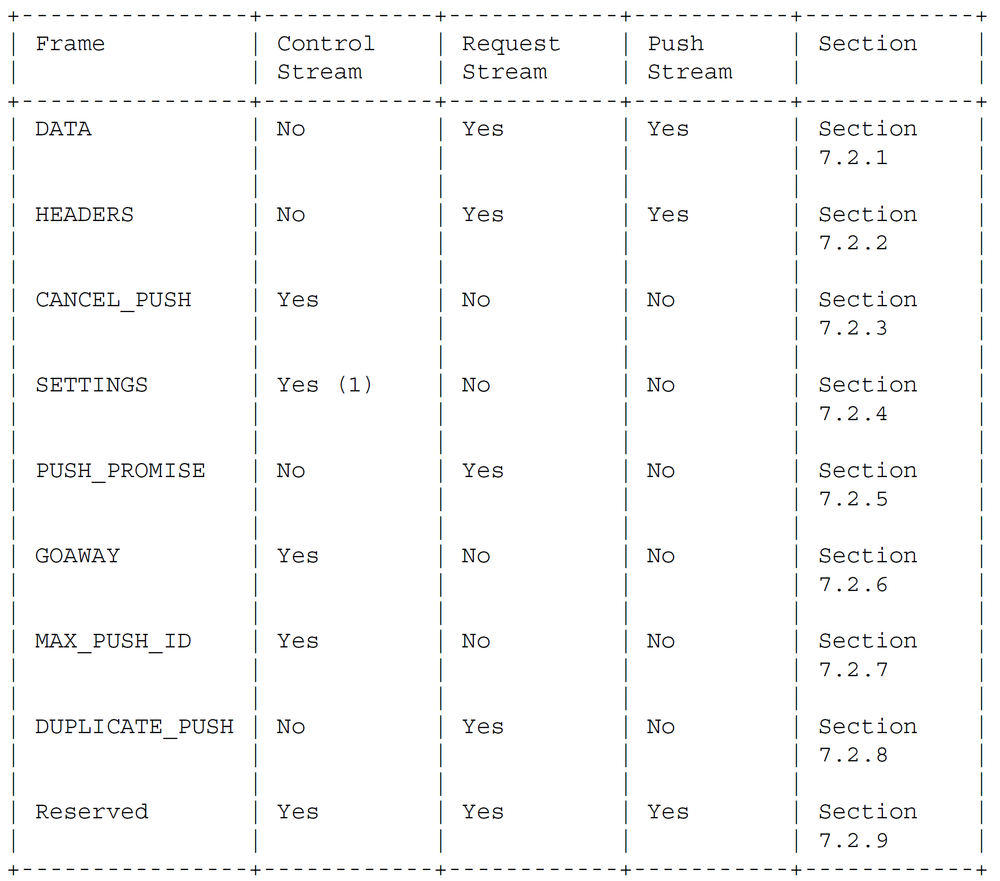 +----------------+------------+------------+-----------+------------+
| Frame          | Control    | Request    | Push      | Section    |
|                | Stream     | Stream     | Stream    |            |
+----------------+------------+------------+-----------+------------+
| DATA           | No         | Yes        | Yes       | Section    |
|                |            |            |           | 7.2.1      |
|                |            |            |           |            |
| HEADERS        | No         | Yes        | Yes       | Section    |
|                |            |            |           | 7.2.2      |
|                |            |            |           |            |
| CANCEL_PUSH    | Yes        | No         | No        | Section    |
|                |            |            |           | 7.2.3      |
|                |            |            |           |            |
| SETTINGS       | Yes (1)    | No         | No        | Section    |
|                |            |            |           | 7.2.4      |
|                |            |            |           |            |
| PUSH_PROMISE   | No         | Yes        | No        | Section    |
|                |            |            |           | 7.2.5      |
|                |            |            |           |            |
| GOAWAY         | Yes        | No         | No        | Section    |
|                |            |            |           | 7.2.6      |
|                |            |            |           |            |
| MAX_PUSH_ID    | Yes        | No         | No        | Section    |
|                |            |            |           | 7.2.7      |
|                |            |            |           |            |
| DUPLICATE_PUSH | No         | Yes        | No        | Section    |
|                |            |            |           | 7.2.8      |
|                |            |            |           |            |
| Reserved       | Yes        | Yes        | Yes       | Section    |
|                |            |            |           | 7.2.9      |
+----------------+------------+------------+-----------+------------+